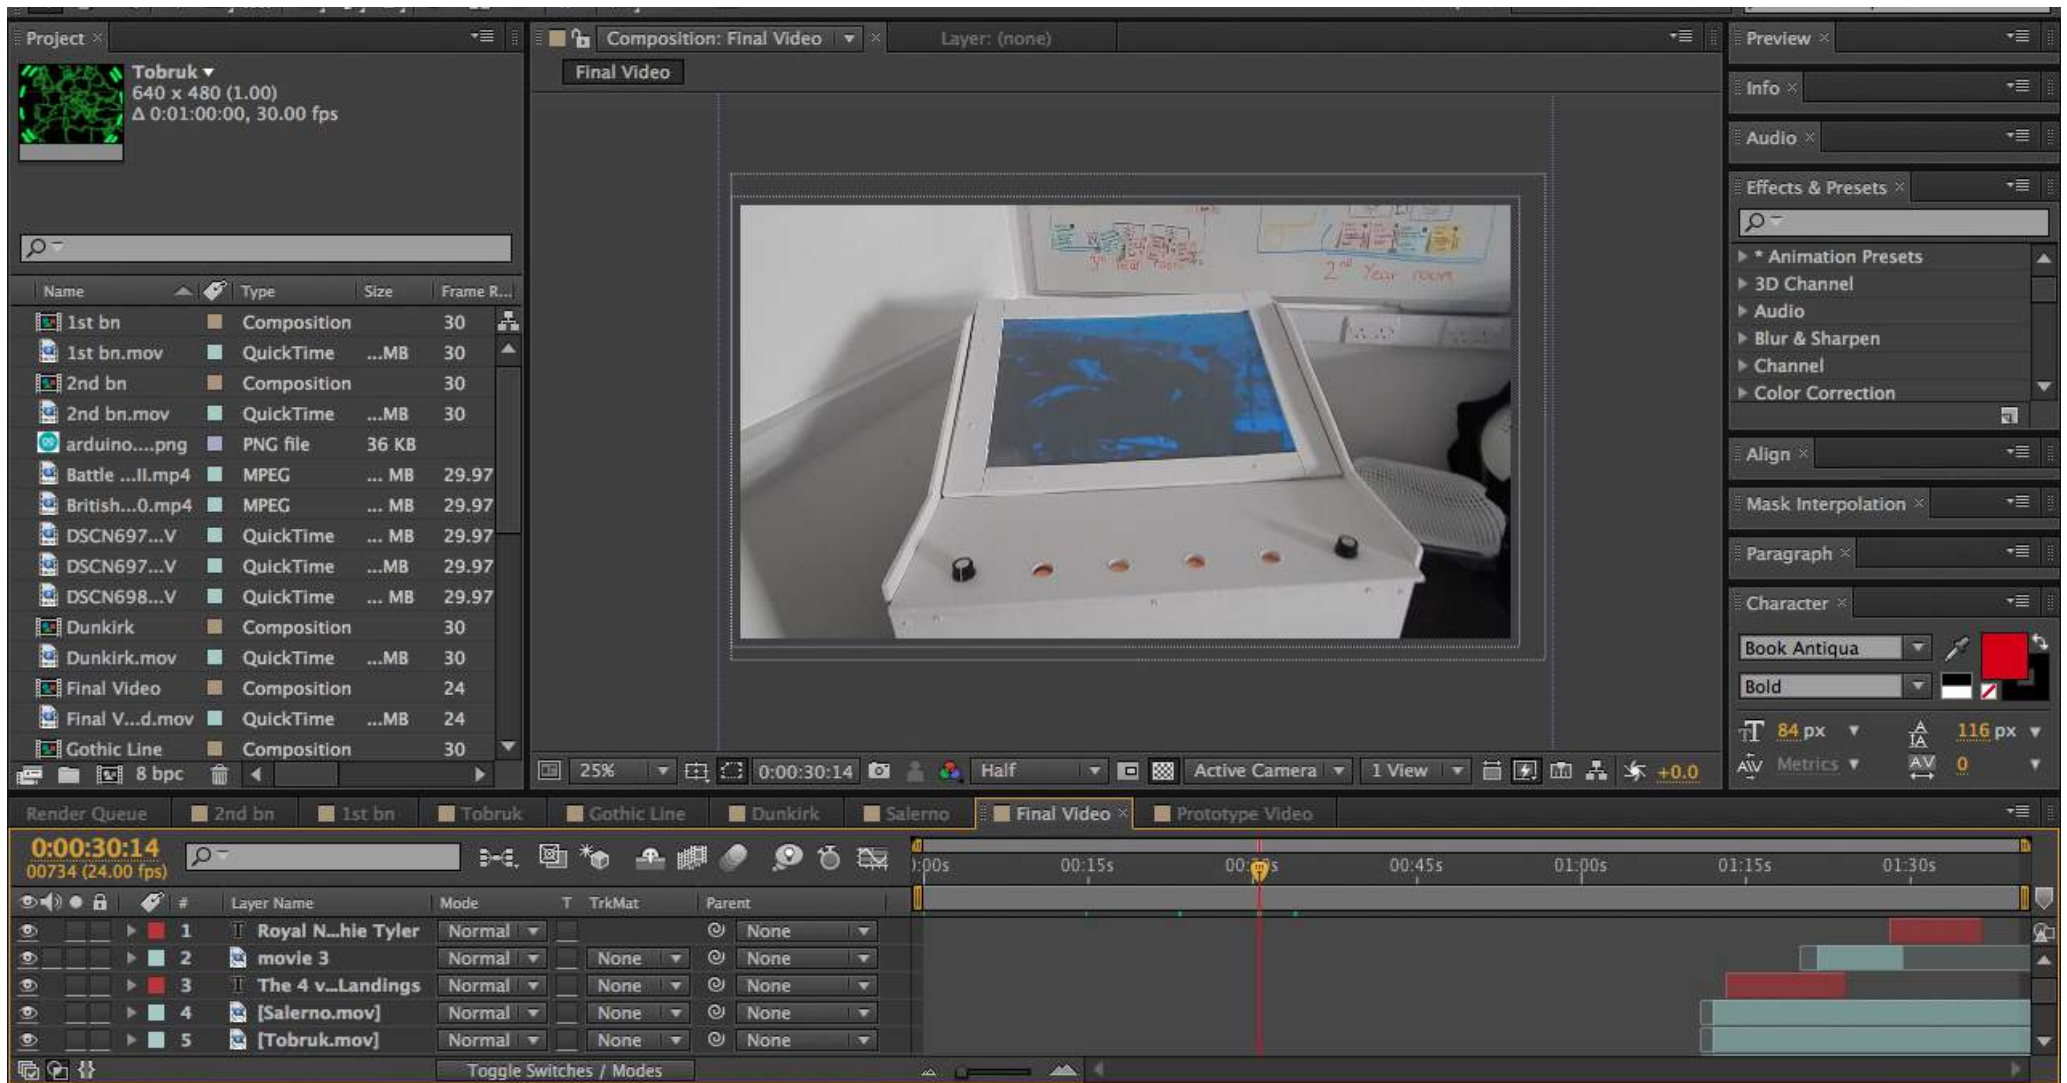 Project
Tobruk
640 x 480 (1.00)
Δ 0:01:00:00, 30.00 fps
Name Type Size Frame R...
1st bn Composition 30
1st bn.mov QuickTime ...MB 30
2nd bn Composition 30
2nd bn.mov QuickTime ...MB 30
arduino....png PNG file 36 KB
Battle ...II.mp4 MPEG ... MB 29.97
British...0.mp4 MPEG ... MB 29.97
DSCN697...V QuickTime ... MB 29.97
DSCN697...V QuickTime ... MB 29.97
DSCN698...V QuickTime ... MB 29.97
Dunkirk Composition 30
Dunkirk.mov QuickTime ...MB 30
Final Video Composition 24
Final V...d.mov QuickTime ...MB 24
Gothic Line Composition 30
8 bpc
Composition: Final Video Layer: (none)
Final Video
2nd Year room
25% 0:00:30:14 Half Active Camera 1 View +0.0
Preview
Info
Audio
Effects & Presets
* Animation Presets
3D Channel
Audio
Blur & Sharpen
Channel
Color Correction
Align
Mask Interpolation
Paragraph
Character
Book Antiqua
Bold
84 px 116 px
Metrics 0
Render Queue 2nd bn 1st bn Tobruk Gothic Line Dunkirk Salerno Final Video Prototype Video
0:00:30:14
00734 (24.00 fps)
00:15s 00:45s 01:00s 01:15s 01:30s
# Layer Name Mode T TrkMat Parent
1 T Royal N...hie Tyler Normal None
2 movie 3 Normal None None
3 T The 4 v...Landings Normal None None
4 [Salerno.mov] Normal None None
5 [Tobruk.mov] Normal None None
Toggle Switches / Modes